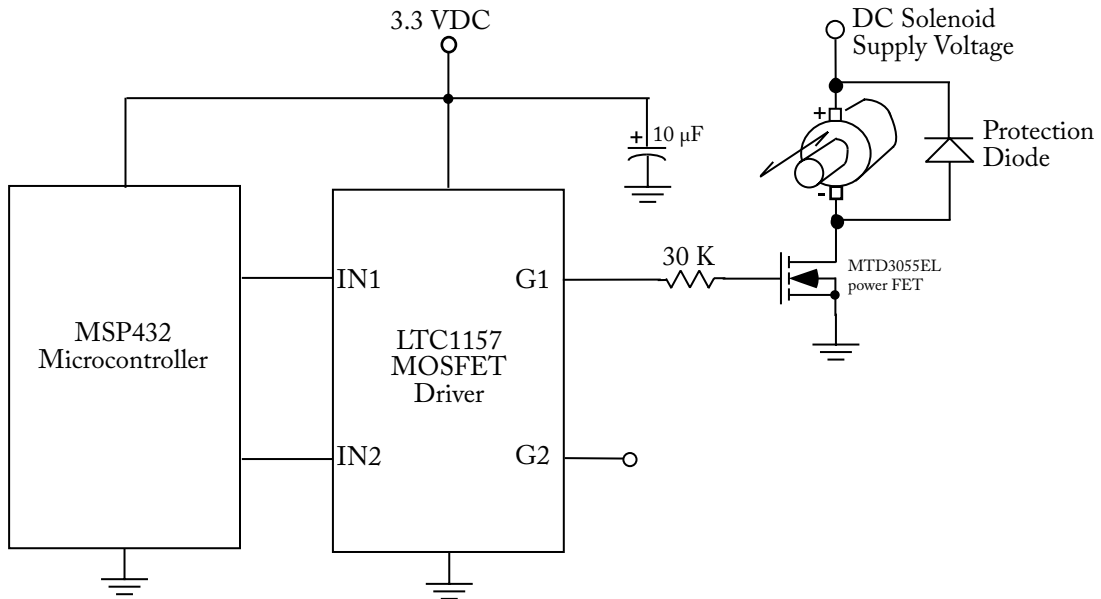 3.3 VDC
DC Solenoid
Supply Voltage
+
10 µF
+
-
Protection
Diode
30 K
MTD3055EL
power FET
IN1
G1
MSP432
Microcontroller
LTC1157
MOSFET
Driver
IN2
G2